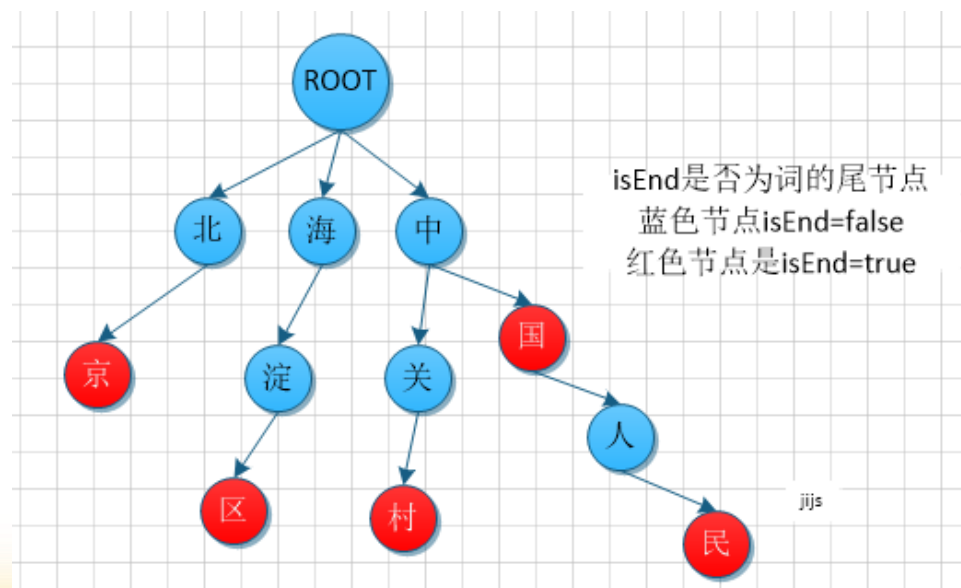 ROOT
isEnd是否为词的尾节点
蓝色节点isEnd=false
红色节点是isEnd=true
北
海
中
国
京
淀
关
人
区
村
民
jijs